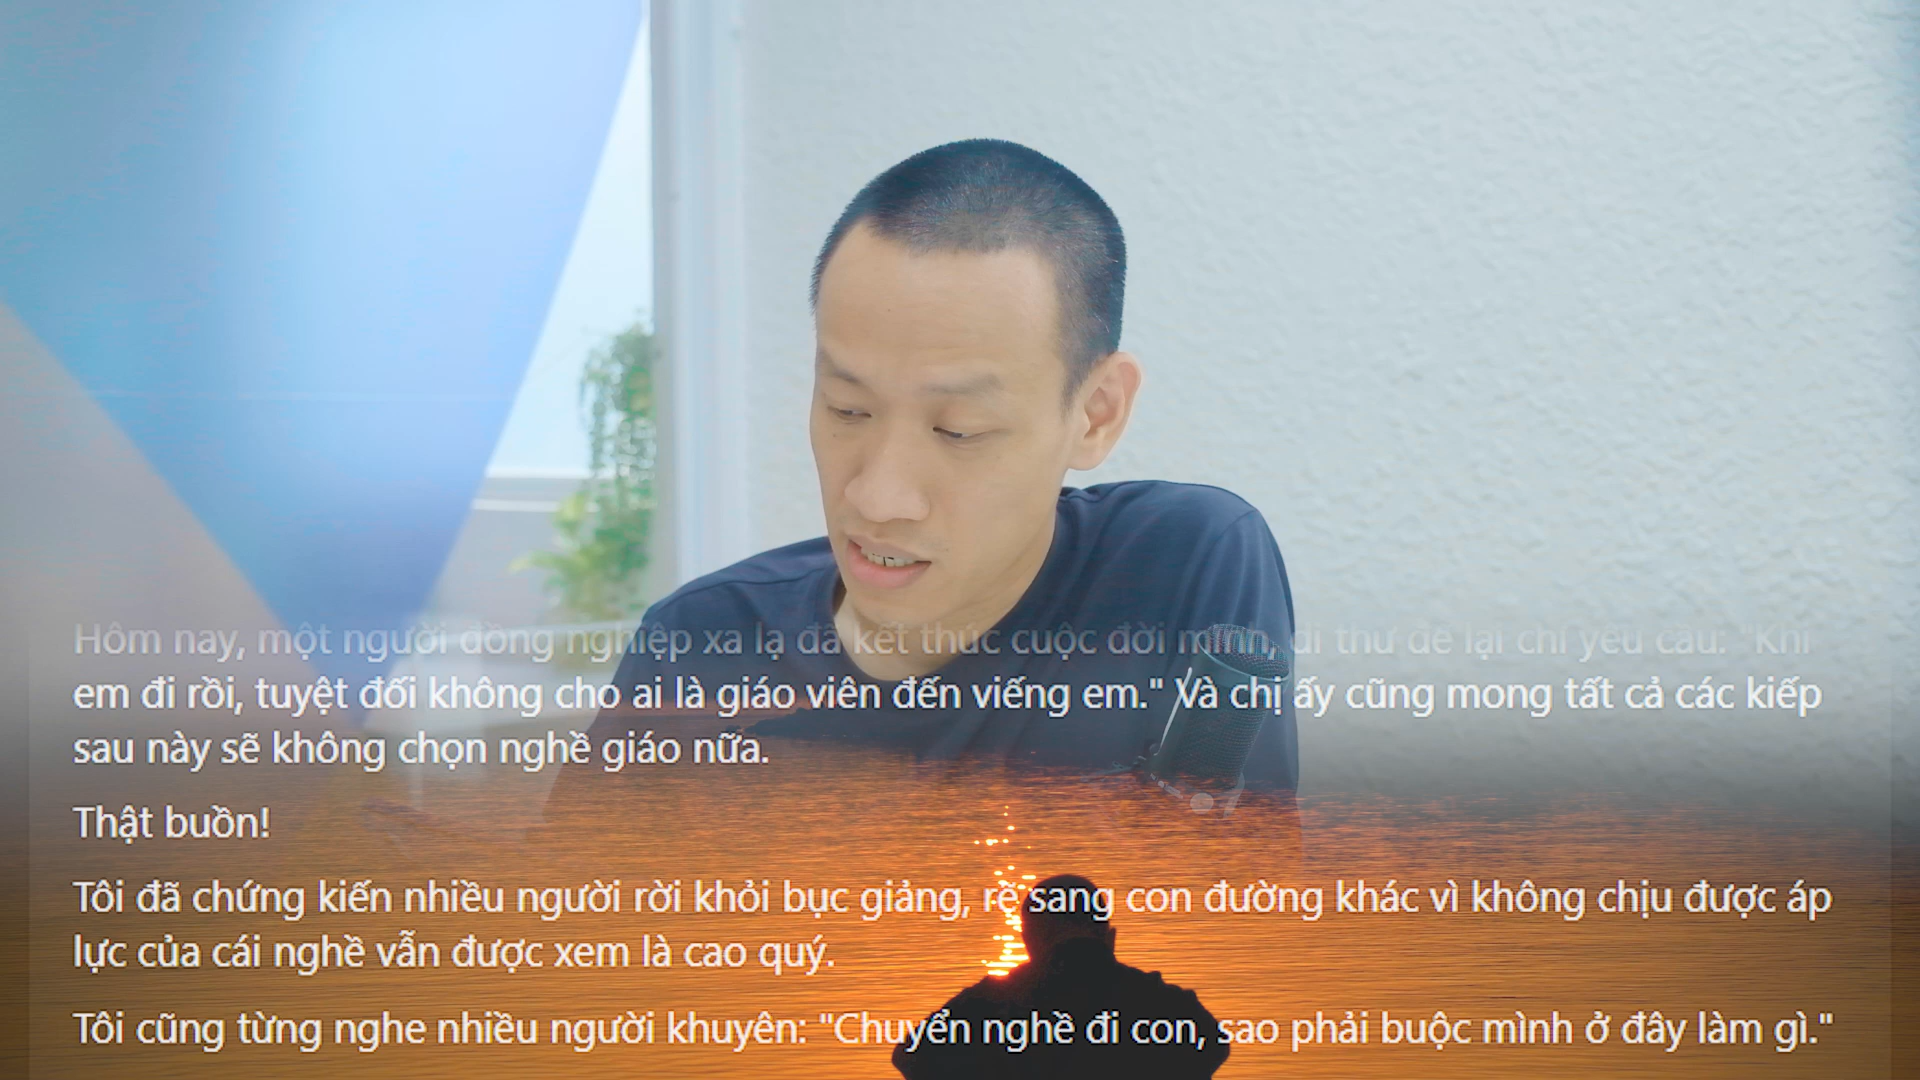 Hôm nay, một người đồng nghiệp xa lạ đã kết thúc cuộc đời mình, di thư để lại chỉ yêu cầu: "Khi
em đi rồi, tuyệt đối không cho ai là giáo viên đến viếng em." Và chị ấy cũng mong tất cả các kiếp
sau này sẽ không chọn nghề giáo nữa.
Thật buồn!
Tôi đã chứng kiến nhiều người rời khỏi bục giảng, rẽ sang con đường khác vì không chịu được áp
lực của cái nghề vẫn được xem là cao quý.
Tôi cũng từng nghe nhiều người khuyên: "Chuyển nghề đi con, sao phải buộc mình ở đây làm gì."